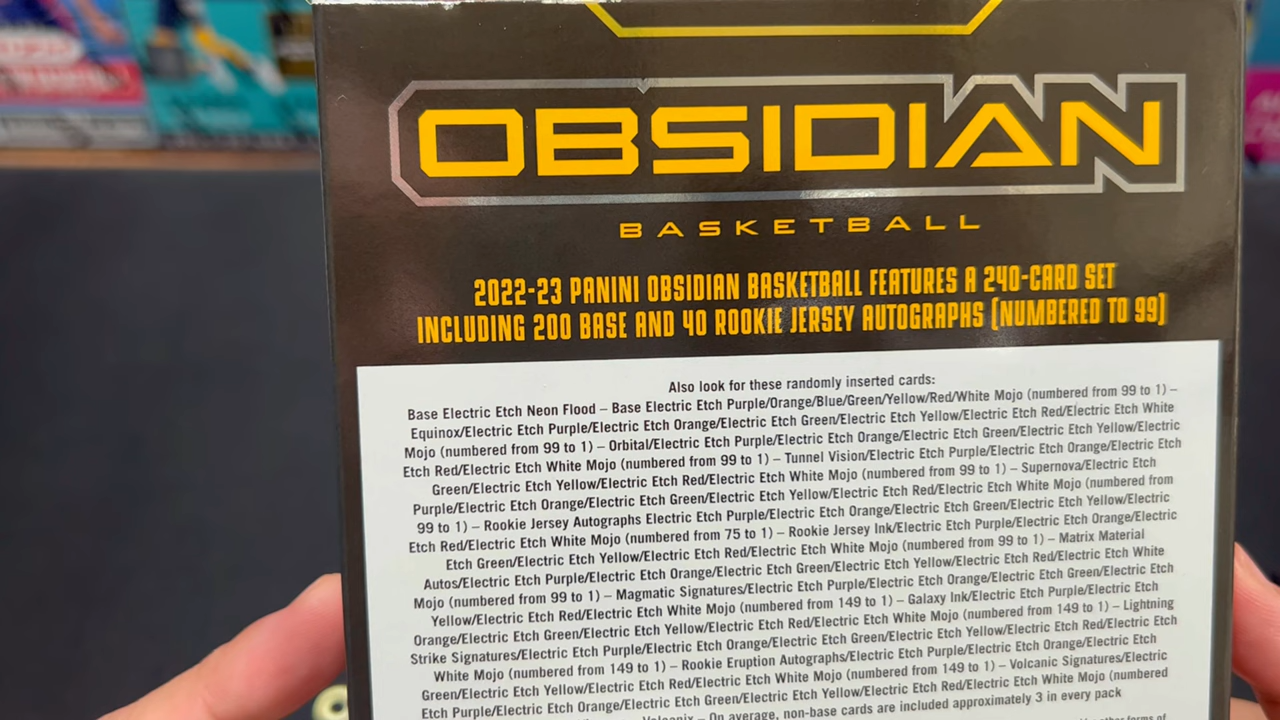 OBSIDIAN
BASKETBALL
2022-23 PANINI OBSIDIAN BASKETBALL FEATURES A 240-CARD SET
INCLUDING 200 BASE AND 40 ROOKIE JERSEY AUTOGRAPHS (NUMBERED TO 99)
Also look for these randomly inserted cards:
Base Electric Etch Neon Flood – Base Electric Etch Purple/Orange/Blue/Green/Yellow/Red/White Mojo (numbered from 99 to 1) –
Equinox/Electric Etch Purple/Electric Etch Orange/Electric Etch Green/Electric Etch Yellow/Electric Etch Red/Electric Etch White
Mojo (numbered from 99 to 1) – Orbital/Electric Etch Purple/Electric Etch Orange/Electric Etch Green/Electric Etch Yellow/Electric
Etch Red/Electric Etch White Mojo (numbered from 99 to 1) – Tunnel Vision/Electric Etch Purple/Electric Etch Orange/Electric Etch
Green/Electric Etch Yellow/Electric Etch Red/Electric Etch White Mojo (numbered from 99 to 1) – Supernova/Electric Etch
Purple/Electric Etch Orange/Electric Etch Green/Electric Etch Yellow/Electric Etch Red/Electric Etch White Mojo (numbered from
99 to 1) – Rookie Jersey Autographs Electric Etch Purple/Electric Etch Orange/Electric Etch Green/Electric Etch Yellow/Electric
Etch Red/Electric Etch White Mojo (numbered from 75 to 1) – Rookie Jersey Ink/Electric Etch Purple/Electric Etch Orange/Electric
Etch Green/Electric Etch Yellow/Electric Etch Red/Electric Etch White Mojo (numbered from 99 to 1) – Matrix Material
Autos/Electric Etch Purple/Electric Etch Orange/Electric Etch Green/Electric Etch Yellow/Electric Etch Red/Electric Etch White
Mojo (numbered from 99 to 1) – Magmatic Signatures/Electric Etch Purple/Electric Etch Orange/Electric Etch Green/Electric Etch
Yellow/Electric Etch Red/Electric Etch White Mojo (numbered from 149 to 1) – Galaxy Ink/Electric Etch Purple/Electric Etch
Orange/Electric Etch Green/Electric Etch Yellow/Electric Etch Red/Electric Etch White Mojo (numbered from 149 to 1) – Lightning
Strike Signatures/Electric Etch Purple/Electric Etch Orange/Electric Etch Green/Electric Etch Yellow/Electric Etch Red/Electric Etch
White Mojo (numbered from 149 to 1) – Rookie Eruption Autographs/Electric Etch Purple/Electric Etch Orange/Electric Etch
Green/Electric Etch Yellow/Electric Etch Red/Electric Etch White Mojo (numbered from 149 to 1) – Volcanic Signatures/Electric
Etch Purple/Electric Etch Orange/Electric Etch Green/Electric Etch Yellow/Electric Etch Red/Electric Etch White Mojo (numbered
Volcanix – On average, non-base cards are included approximately 3 in every pack
other forms of